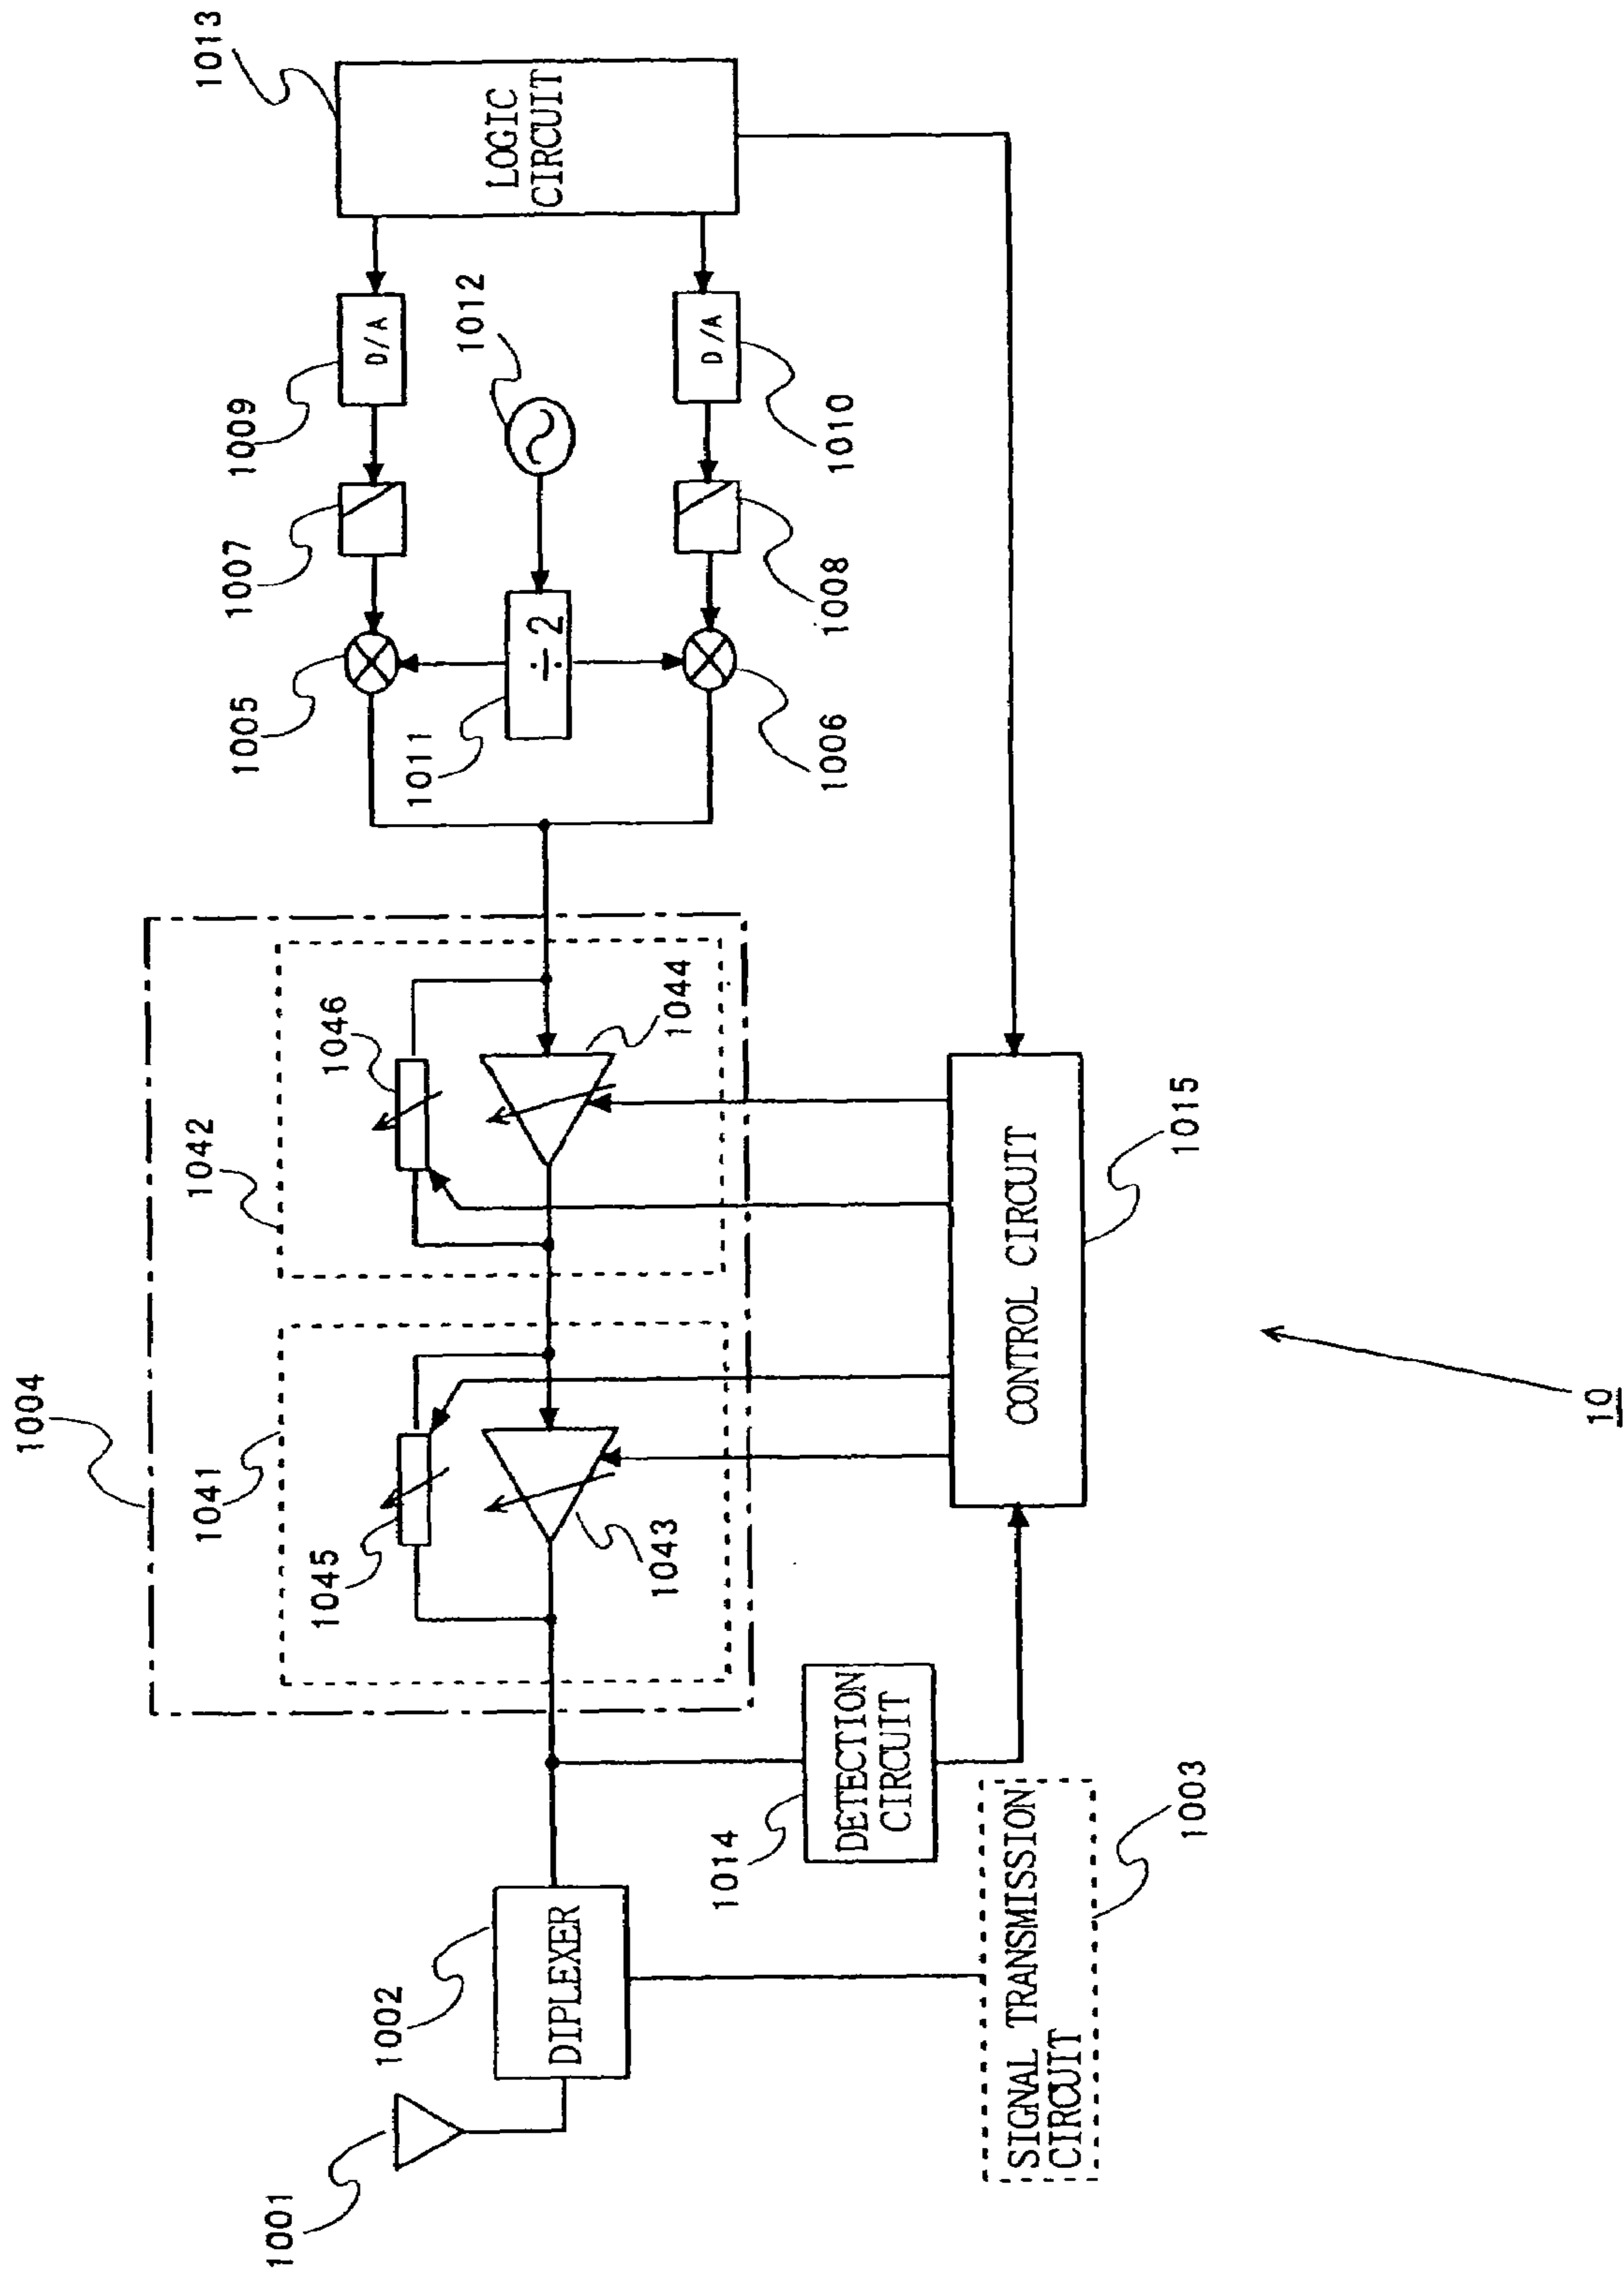 1001
1002
DIPLEXER
1003
SIGNAL TRANSMISSION
CIRCUIT
1014
DETECTION
CIRCUIT
1004
1041
1045
1043
1042
1046
1044
CONTROL CIRCUIT
1015
1005
1006
1011
÷2
1012
1007
1008
1009
D/A
1010
D/A
1013
LOGIC
CIRCUIT
10